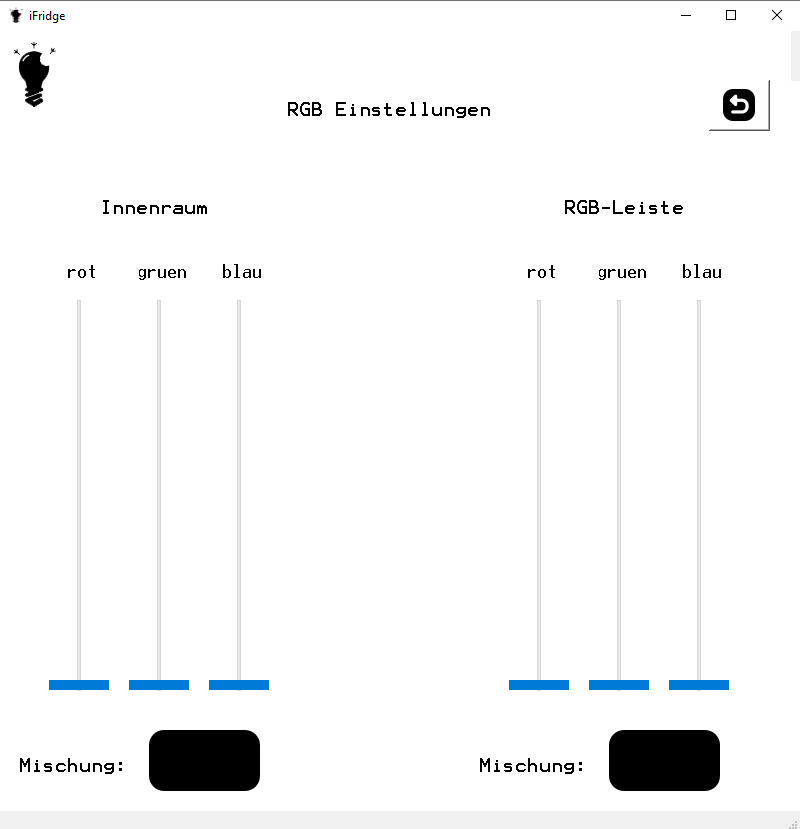 iFridge
RGB Einstellungen
Innenraum
rot gruen blau
Mischung:
RGB-Leiste
rot gruen blau
Mischung: